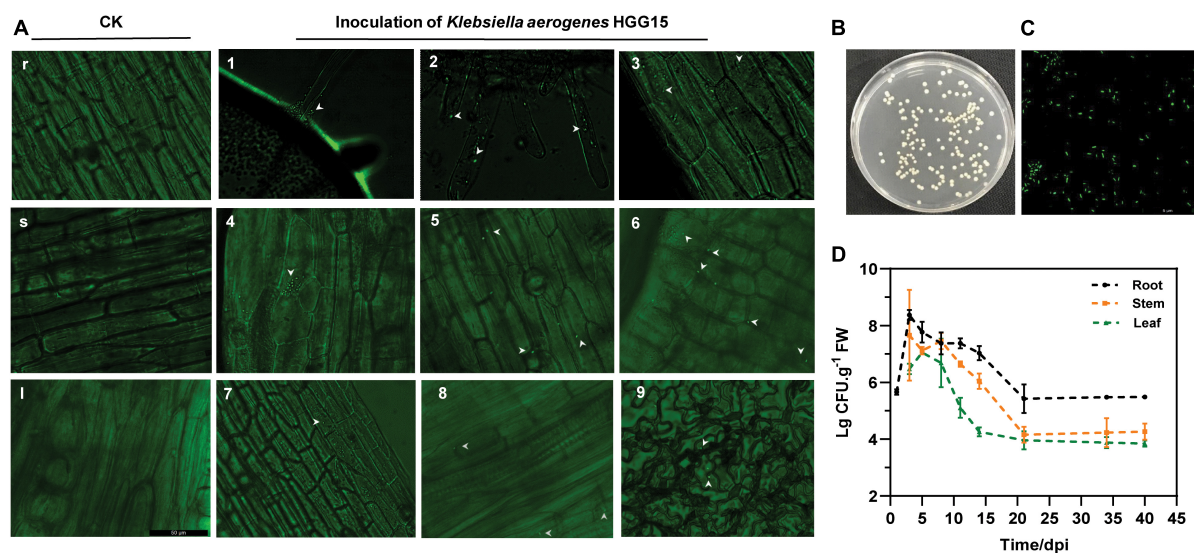 A
CK
Inoculation of Klebsiella aerogenes HGG15
B
C
r
1
2
3
5 μm
s
4
5
6
D
Lg CFU.g-1 FW
10
8
6
4
2
Root
Stem
Leaf
0
5
10
15
20
25
30
35
40
45
Time/dpi
l
50 μm
7
8
9